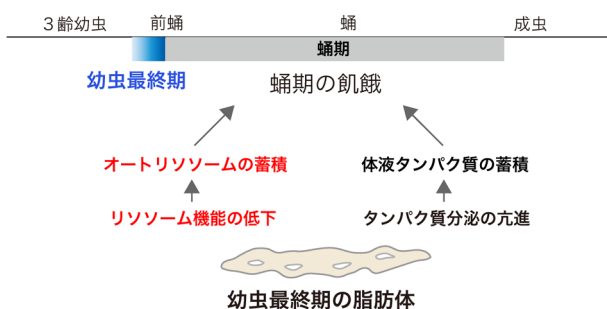 3齢幼虫 前蛹 蛹 成虫
蛹期
幼虫最終期
蛹期の飢餓
オートリソソームの蓄積 体液タンパク質の蓄積
リソソーム機能の低下 タンパク質分泌の亢進
幼虫最終期の脂肪体